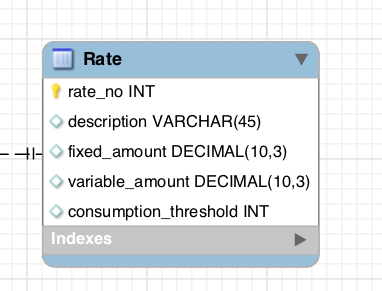 Rate
rate_no INT
description VARCHAR(45)
fixed_amount DECIMAL(10,3)
variable_amount DECIMAL(10,3)
consumption_threshold INT
Indexes